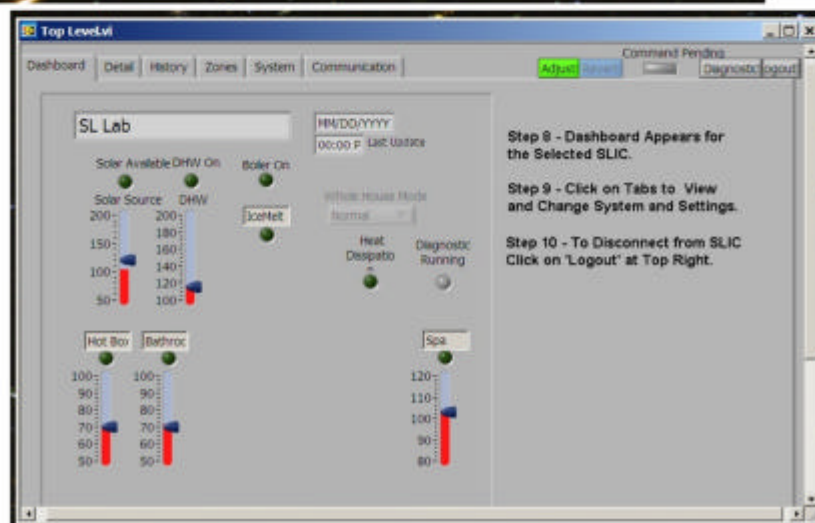 Top Level.vi
Dashboard Detail History Zones System Communication
Command Pending
Adjust Revert Diagnostic Logout
SL Lab
MM/DD/YYYY
00:00 P Last Update
Solar Available DHW On Boiler On
Solar Source DHW
IceMelt
Whole House Mode
Normal
Heat Dissipatio
Diagnostic Running
200 150 100 50
200 180 160 140 120 100
Hot Box Bathroc Spa
100 90 80 70 60 50
100 90 80 70 60 50
120 110 100 90 80
Step 8 - Dashboard Appears for
the Selected SLIC.
Step 9 - Click on Tabs to View
and Change System and Settings.
Step 10 - To Disconnect from SLIC
Click on 'Logout' at Top Right.